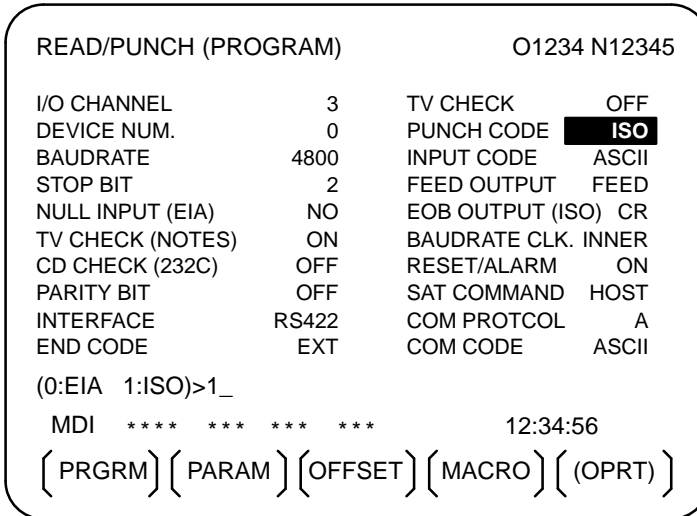 READ/PUNCH (PROGRAM) O1234 N12345
I/O CHANNEL 3 TV CHECK OFF
DEVICE NUM. 0 PUNCH CODE ISO
BAUDRATE 4800 INPUT CODE ASCII
STOP BIT 2 FEED OUTPUT FEED
NULL INPUT (EIA) NO EOB OUTPUT (ISO) CR
TV CHECK (NOTES) ON BAUDRATE CLK. INNER
CD CHECK (232C) OFF RESET/ALARM ON
PARITY BIT OFF SAT COMMAND HOST
INTERFACE RS422 COM PROTCOL A
END CODE EXT COM CODE ASCII
(0:EIA 1:ISO)>1_
MDI **** *** *** *** 12:34:56
[ PRGRM ] [ PARAM ] [ OFFSET ] [ MACRO ] [ (OPRT) ]